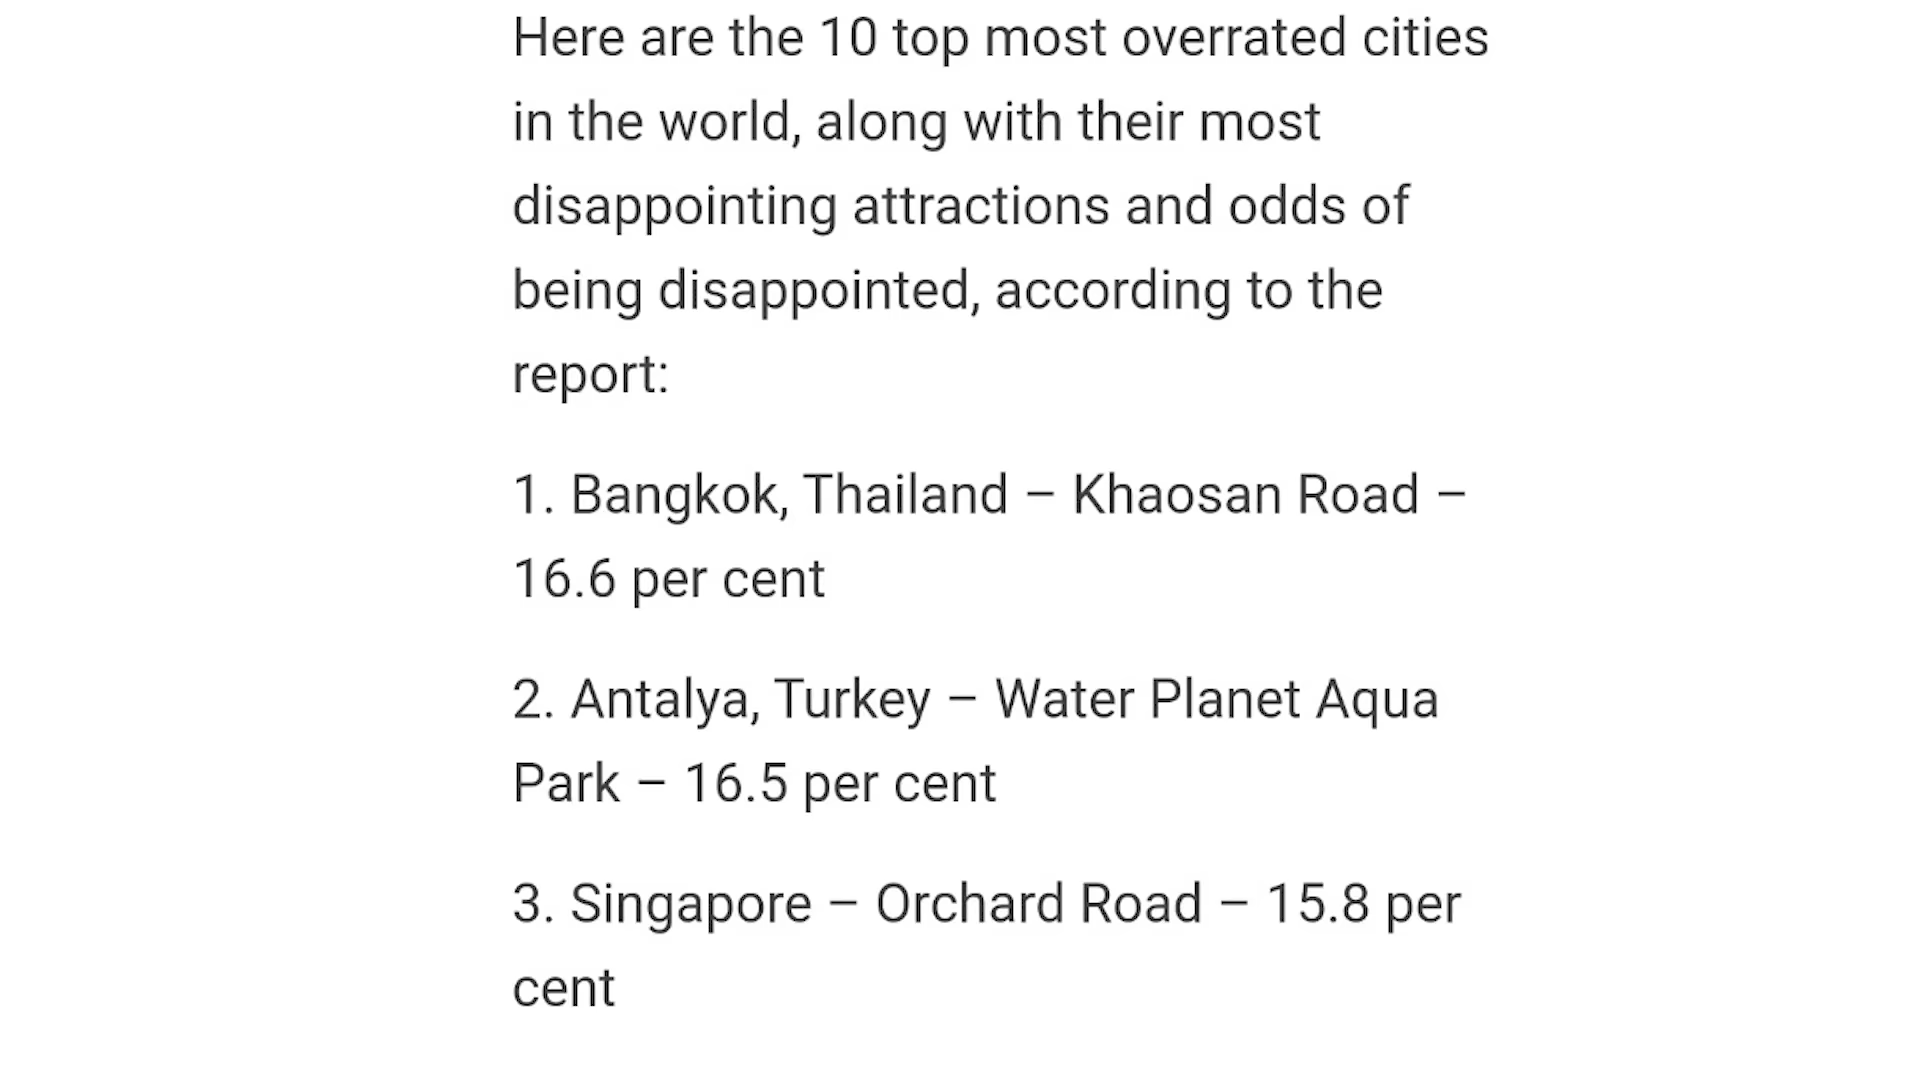 Here are the 10 top most overrated cities
in the world, along with their most
disappointing attractions and odds of
being disappointed, according to the
report:
1. Bangkok, Thailand – Khaosan Road –
16.6 per cent
2. Antalya, Turkey – Water Planet Aqua
Park – 16.5 per cent
3. Singapore – Orchard Road – 15.8 per
cent